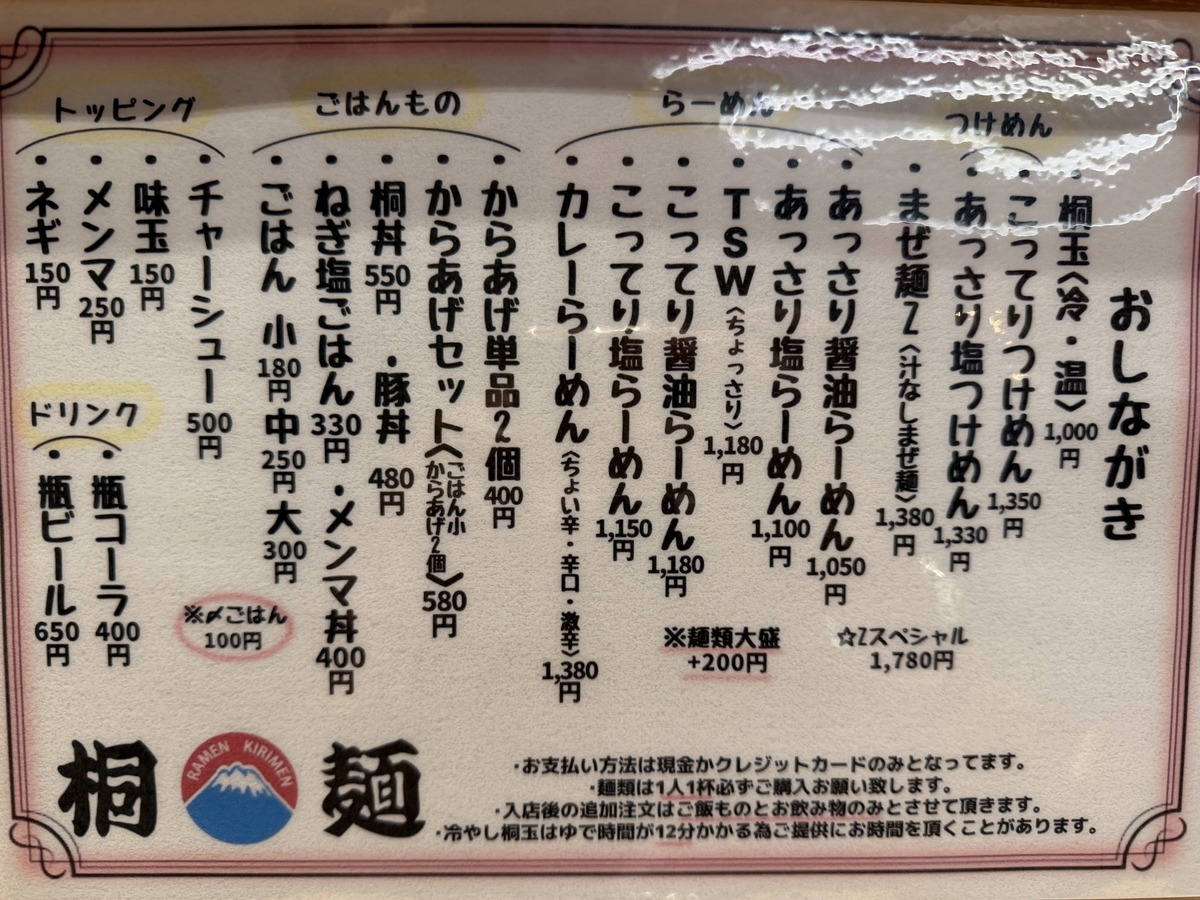 おしながき
つけめん
・桐玉〈冷・温〉1,000円
・こってりつけめん 1,350円
・あっさり塩つけめん 1,330円
・まぜ麺Z〈汁なしまぜ麺〉1,380円
☆Zスペシャル
1,780円
らーめん
・あっさり醤油らーめん 1,050円
・あっさり塩らーめん 1,100円
・TSW〈ちょっさり〉1,180円
・こってり醤油らーめん 1,180円
・こってり塩らーめん 1,150円
・カレーらーめん〈ちょい辛・辛口・激辛〉1,380円
※麺類大盛
+200円
ごはんもの
・からあげ単品2個 400円
・からあげセット〈ごはん小 からあげ2個〉580円
・桐丼 550円 ・豚丼 480円
・ねぎ塩ごはん 330円 ・メンマ丼 400円
・ごはん 小 180円 中 250円 大 300円
※〆ごはん
100円
トッピング
・チャーシュー 500円
・味玉 150円
・メンマ 250円
・ネギ 150円
ドリンク
・瓶コーラ 400円
・瓶ビール 650円
桐 麺
RAMEN KIRIMEN
・お支払い方法は現金かクレジットカードのみとなってます。
・麺類は1人1杯必ずご購入お願い致します。
・入店後の追加注文はご飯ものとお飲み物のみとさせて頂きます。
・冷やし桐玉はゆで時間が12分かかる為ご提供にお時間を頂くことがあります。